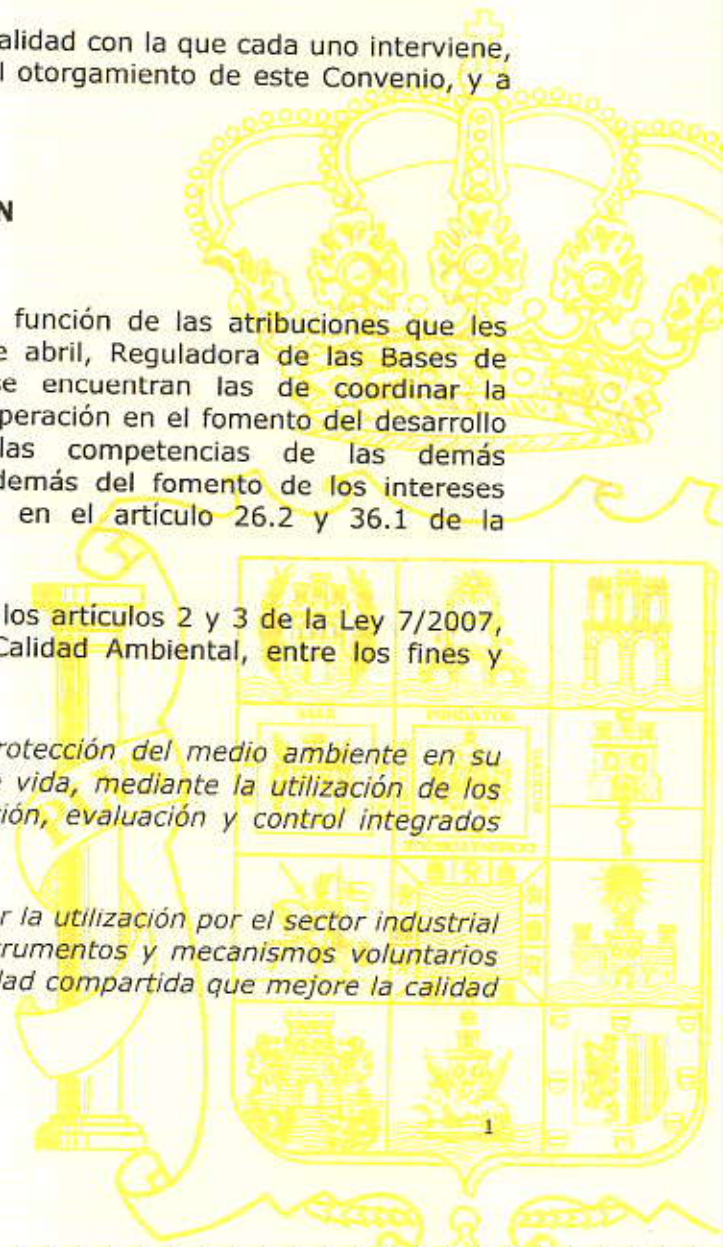 alidad con la que cada uno interviene,
l otorgamiento de este Convenio, y a
N
función de las atribuciones que les
e abril, Reguladora de las Bases de
se encuentran las de coordinar la
peración en el fomento del desarrollo
las competencias de las demás
demás del fomento de los intereses
en el artículo 26.2 y 36.1 de la
los artículos 2 y 3 de la Ley 7/2007,
Calidad Ambiental, entre los fines y
rotección del medio ambiente en su
e vida, mediante la utilización de los
ión, evaluación y control integrados
r la utilización por el sector industrial
trumentos y mecanismos voluntarios
dad compartida que mejore la calidad
1